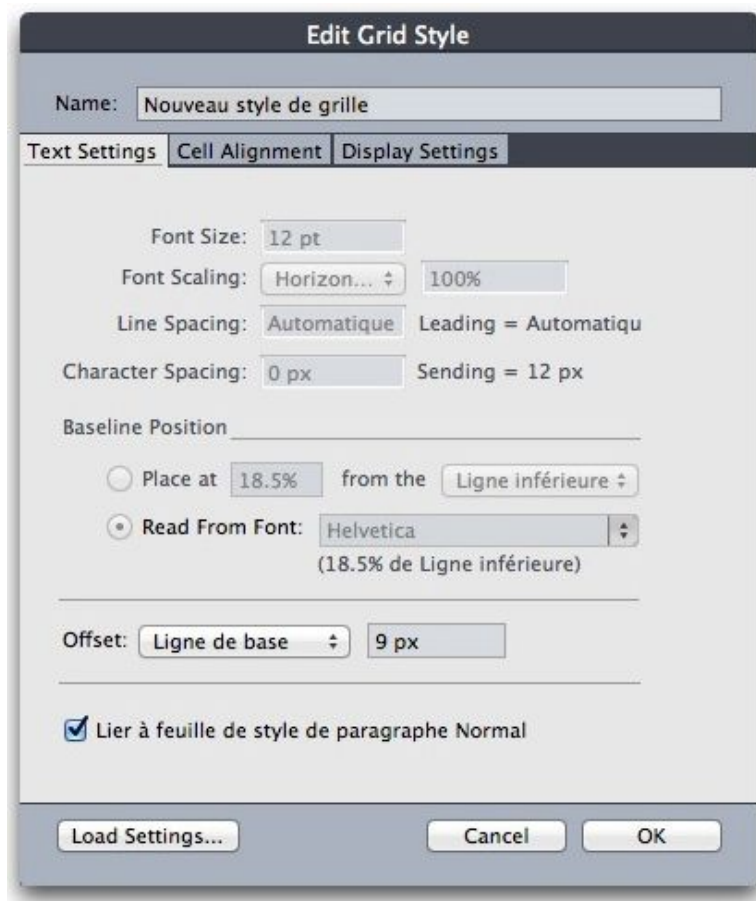 Edit Grid Style
Name: Nouveau style de grille
Text Settings Cell Alignment Display Settings
Font Size: 12 pt
Font Scaling: Horizon... 100%
Line Spacing: Automatique Leading = Automatiqu
Character Spacing: 0 px Sending = 12 px
Baseline Position
Place at 18.5% from the Ligne inférieure
Read From Font: Helvetica
(18.5% de Ligne inférieure)
Offset: Ligne de base 9 px
Lier à feuille de style de paragraphe Normal
Load Settings... Cancel OK